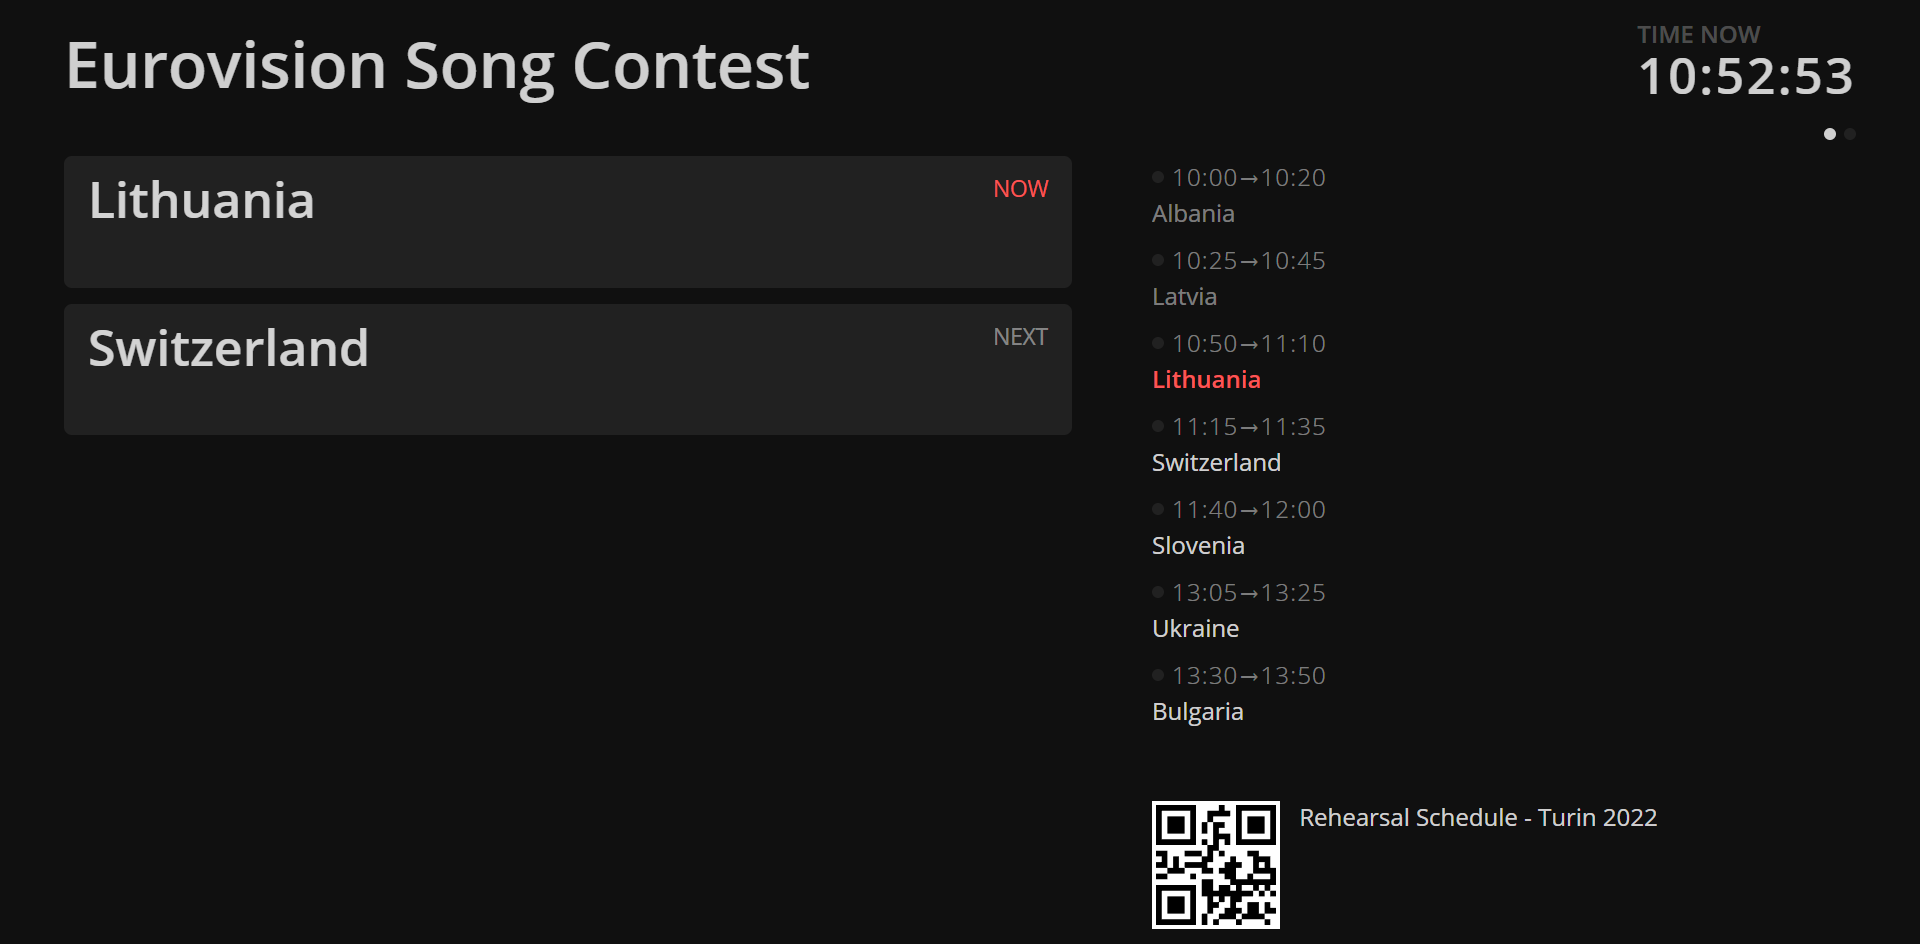 Eurovision Song Contest
TIME NOW
10:52:53
Lithuania
NOW
Switzerland
NEXT
10:00→10:20
Albania
10:25→10:45
Latvia
10:50→11:10
Lithuania
11:15→11:35
Switzerland
11:40→12:00
Slovenia
13:05→13:25
Ukraine
13:30→13:50
Bulgaria
Rehearsal Schedule - Turin 2022